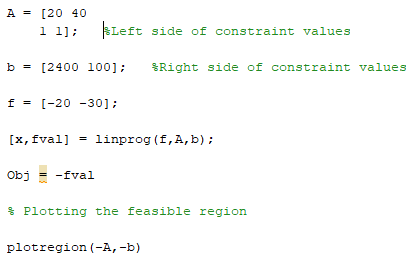 A = [20 40
1 1];   %Left side of constraint values
b = [2400 100];   %Right side of constraint values
f = [-20 -30];
[x,fval] = linprog(f,A,b);
Obj = -fval
% Plotting the feasible region
plotregion(-A,-b)